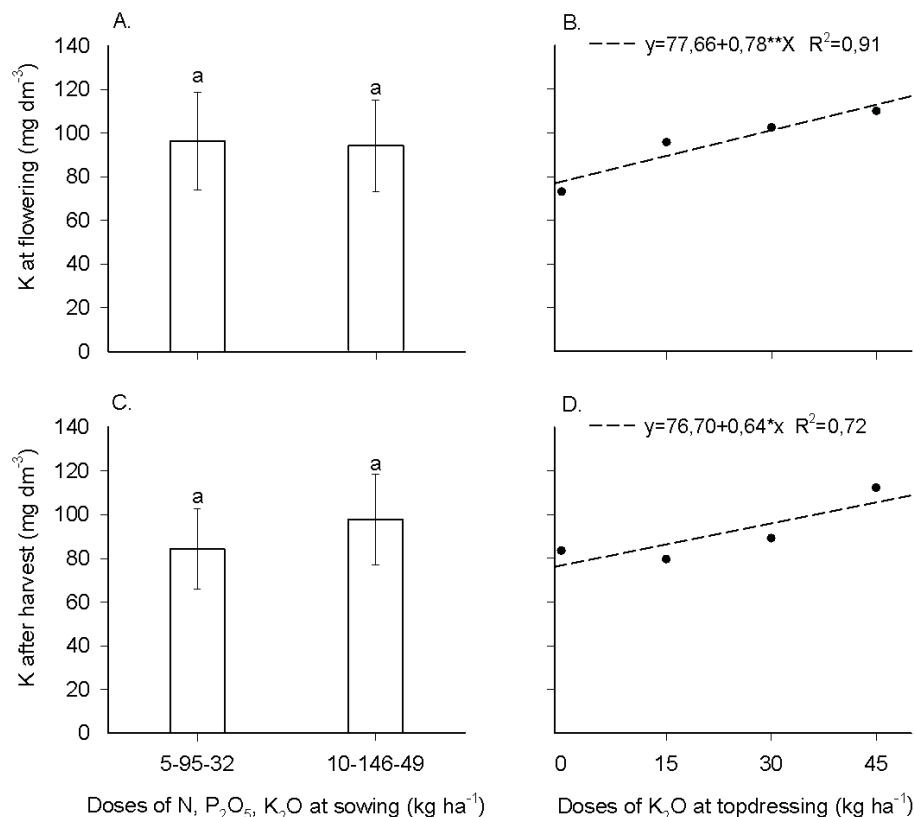 A.
K at flowering (mg dm⁻³)
140
120
100
80
60
40
20
0
a
a
B.
y=77,66+0,78**X R²=0,91
C.
K after harvest (mg dm⁻³)
140
120
100
80
60
40
20
0
a
a
5-95-32
10-146-49
Doses of N, P₂O₅, K₂O at sowing (kg ha⁻¹)
D.
y=76,70+0,64*x R²=0,72
0
15
30
45
Doses of K₂O at topdressing (kg ha⁻¹)